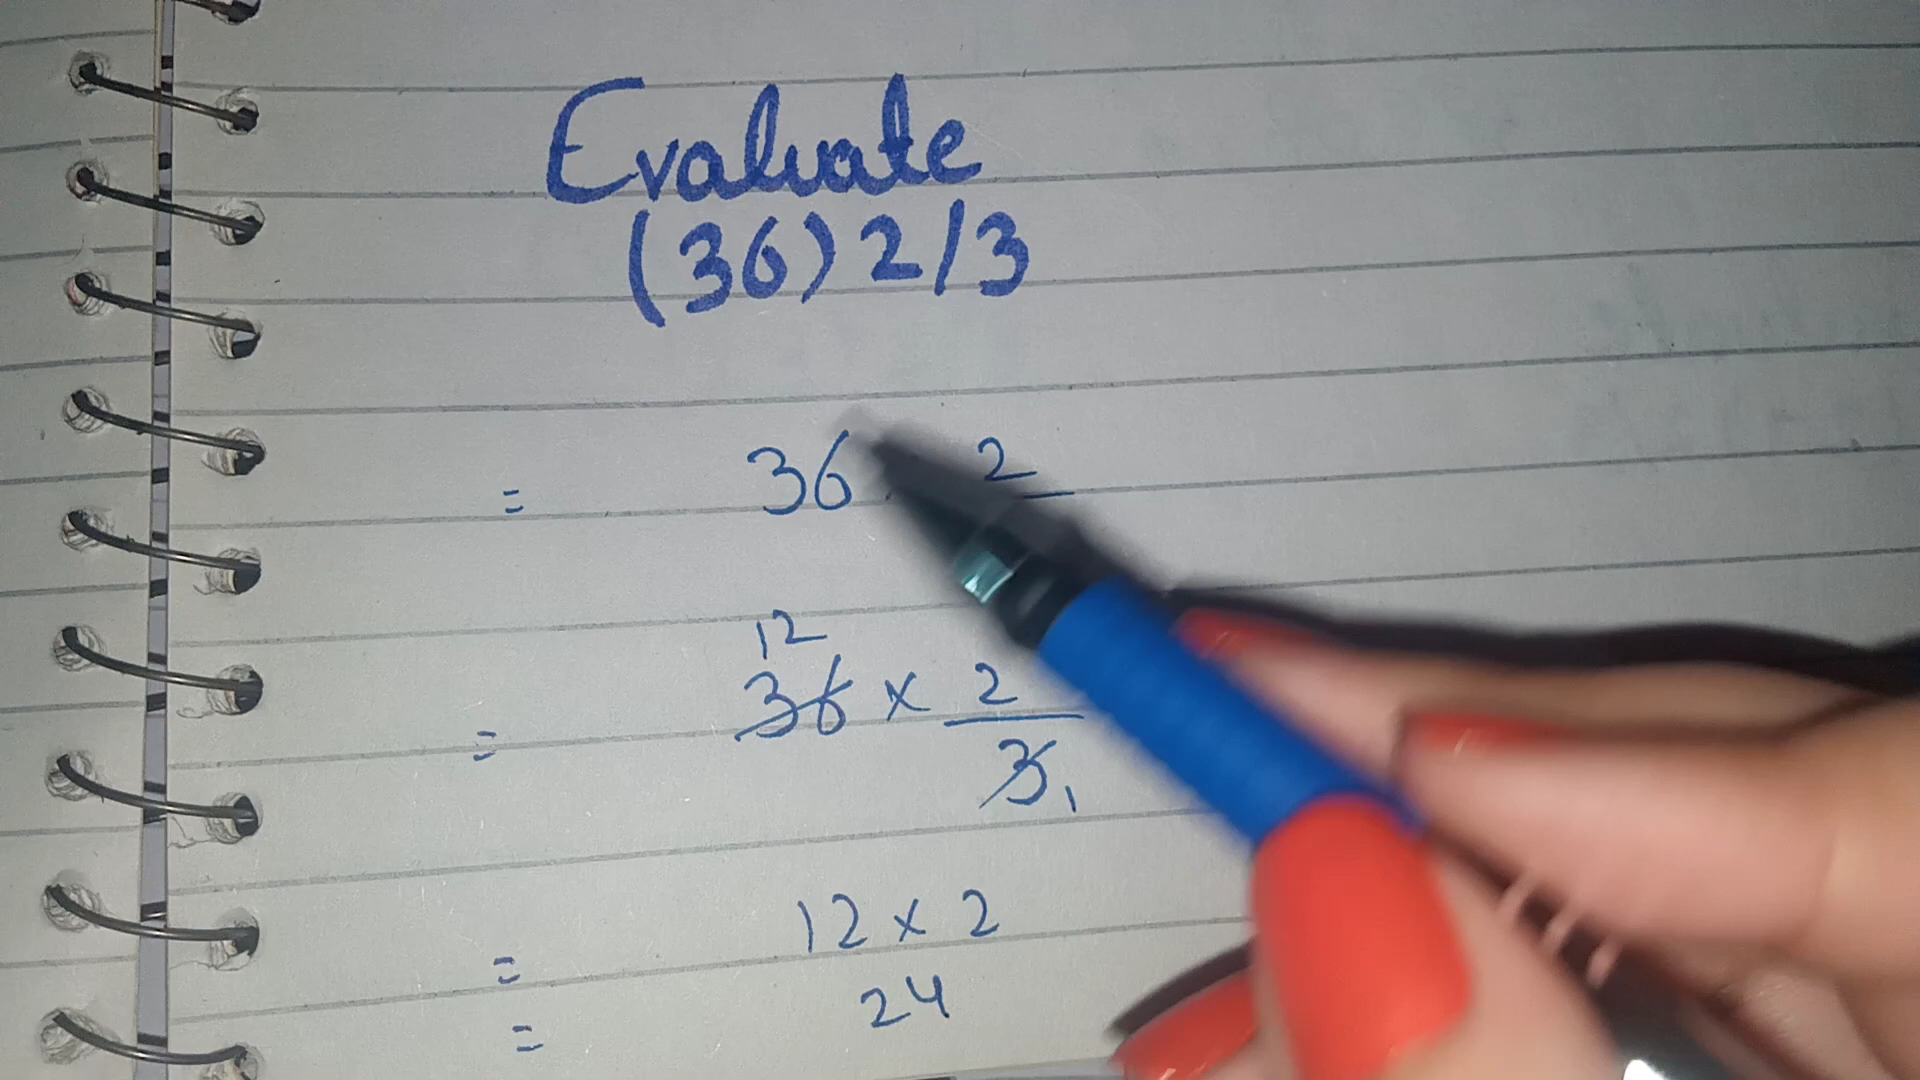 Evaluate
(36) 2/3
= 36 2
12
= 36 × 2
3 1
= 12 × 2
= 24